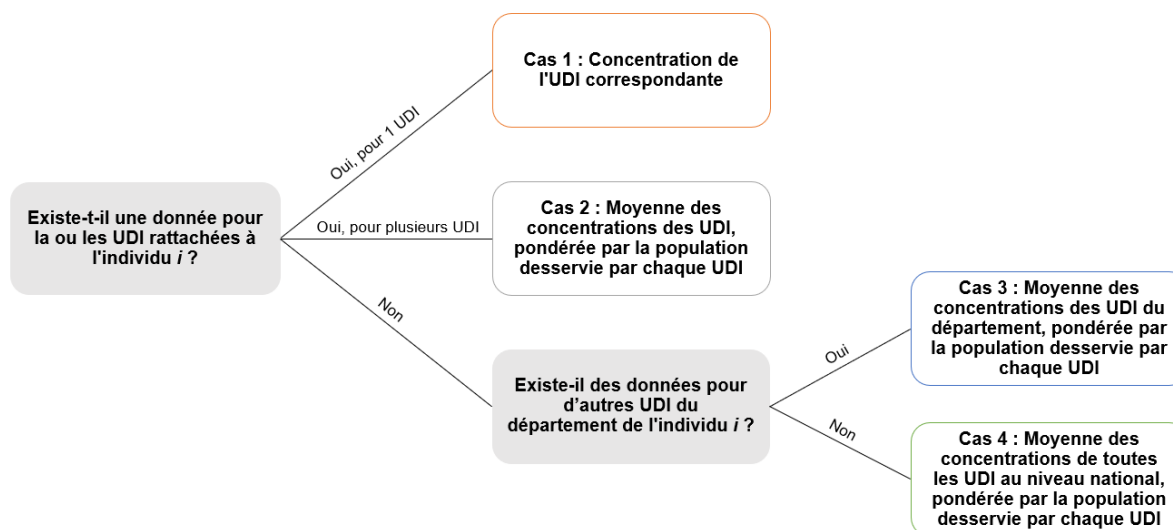 Cas 1 : Concentration de
l'UDI correspondante
Oui, pour 1 UDI
Existe-t-il une donnée pour
la ou les UDI rattachées à
l'individu i ?
Oui, pour plusieurs UDI
Cas 2 : Moyenne des
concentrations des UDI,
pondérée par la population
desservie par chaque UDI
Non
Existe-il des données pour
d’autres UDI du
département de l'individu i ?
Oui
Cas 3 : Moyenne des
concentrations des UDI du
département, pondérée par
la population desservie par
chaque UDI
Non
Cas 4 : Moyenne des
concentrations de toutes
les UDI au niveau national,
pondérée par la population
desservie par chaque UDI